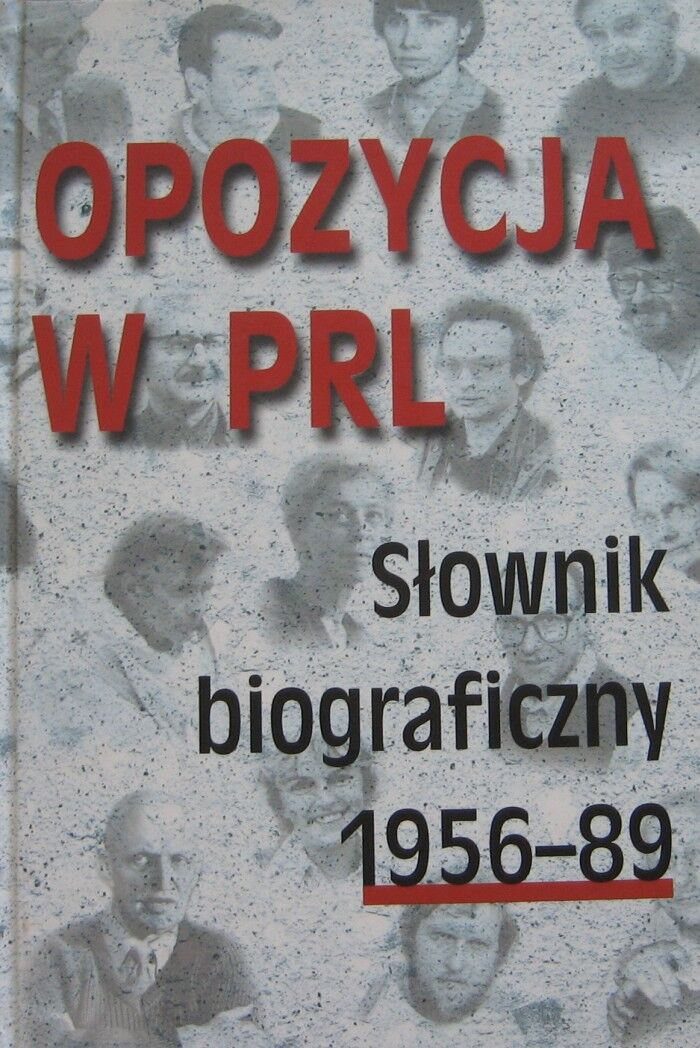 OPOZYCJA
W PRL
Słownik
biograficzny
1956–89